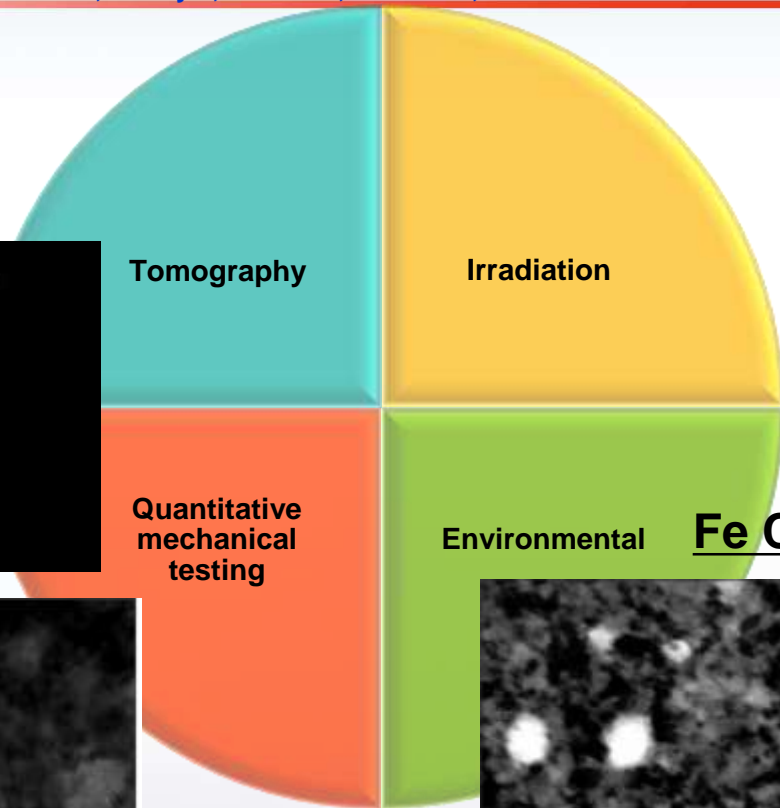 Tomography
Irradiation
Quantitative
mechanical
testing
Environmental
Fe